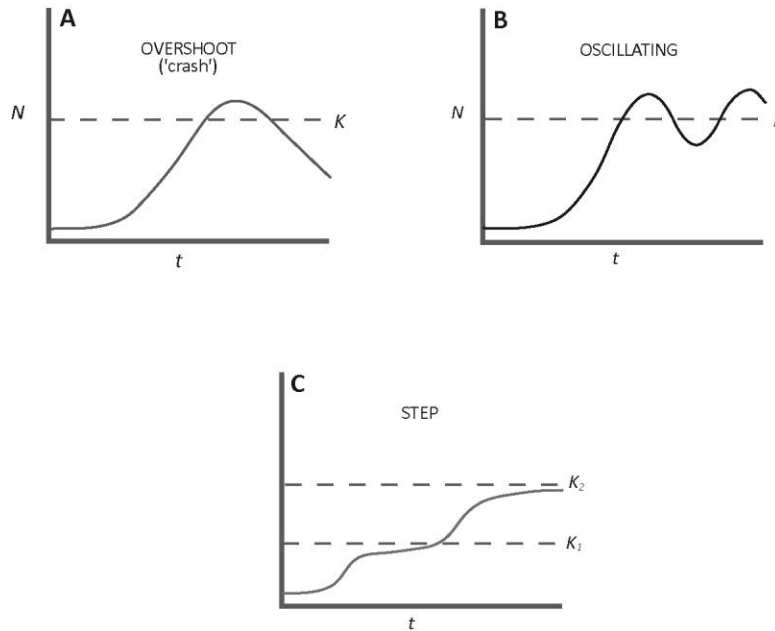 A
OVERSHOOT
('crash')
N
K
t
B
OSCILLATING
N
t
C
STEP
K₂
K₁
t